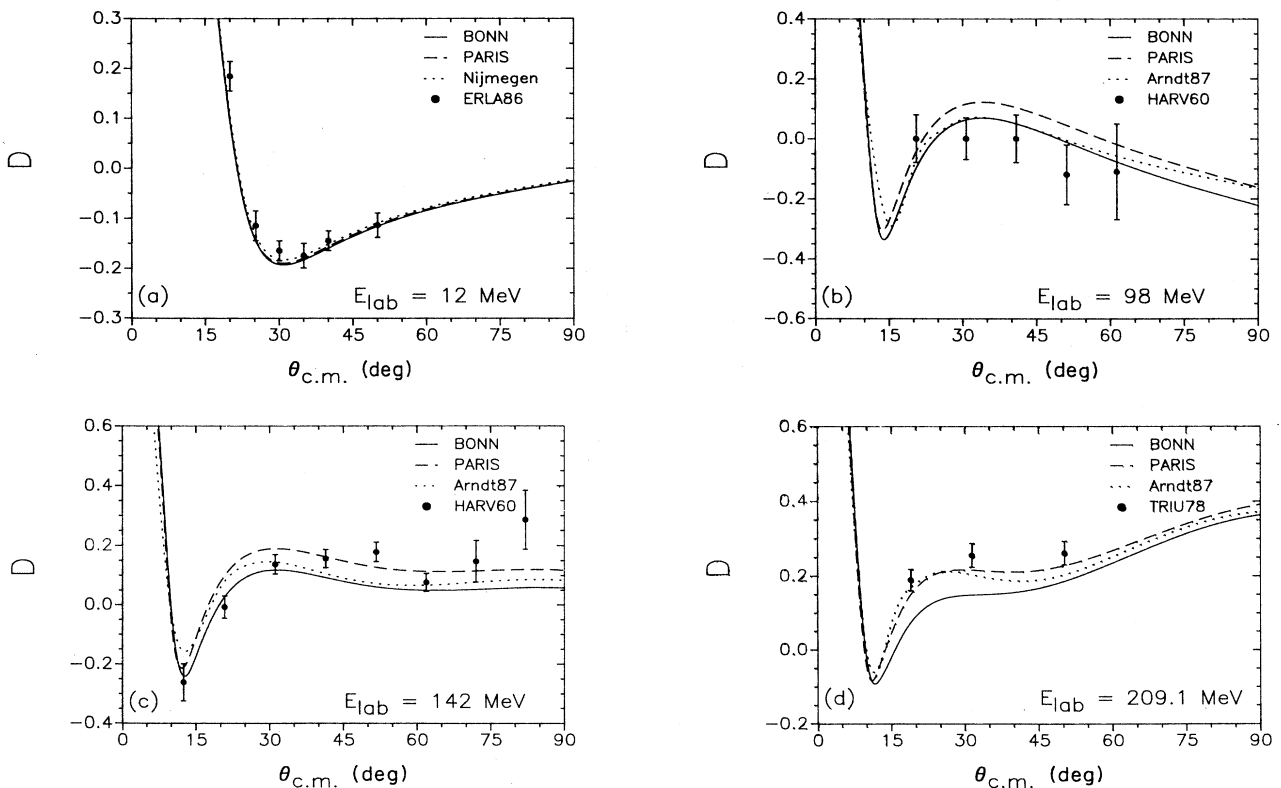 0.3
0.2
0.1
0.0
−0.1
−0.2
−0.3
D
BONN
PARIS
Nijmegen
ERLA86
(a)
E_lab = 12 MeV
0 15 30 45 60 75 90
θ_c.m. (deg)
0.4
0.2
0.0
−0.2
−0.4
−0.6
D
BONN
PARIS
Arndt87
HARV60
(b)
E_lab = 98 MeV
0 15 30 45 60 75 90
θ_c.m. (deg)
0.6
0.4
0.2
0.0
−0.2
−0.4
D
BONN
PARIS
Arndt87
HARV60
(c)
E_lab = 142 MeV
0 15 30 45 60 75 90
θ_c.m. (deg)
0.6
0.4
0.2
0.0
−0.2
D
BONN
PARIS
Arndt87
TRIU78
(d)
E_lab = 209.1 MeV
0 15 30 45 60 75 90
θ_c.m. (deg)